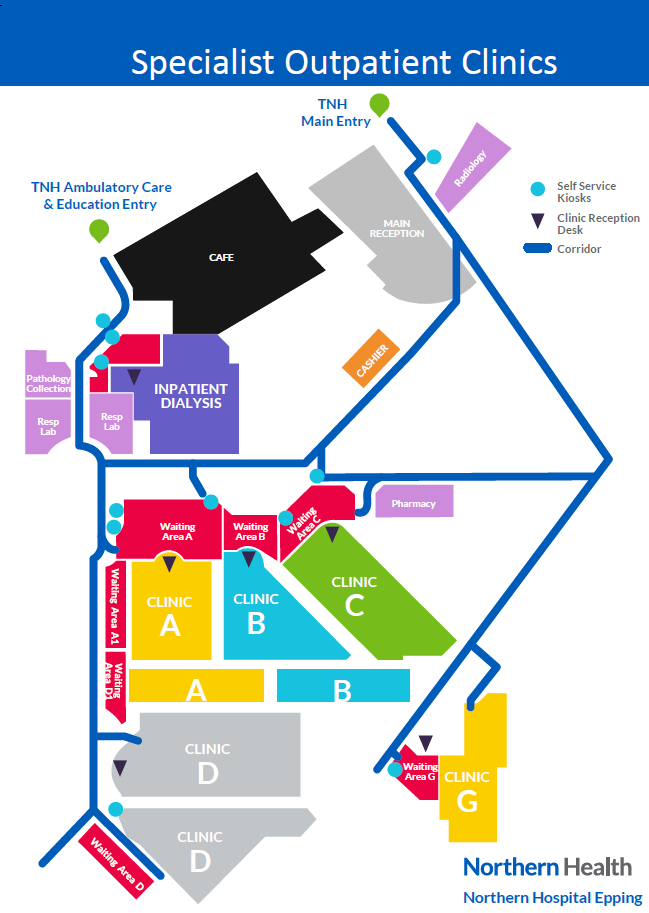 Specialist Outpatient Clinics
TNH
Main Entry
TNH Ambulatory Care
& Education Entry
Radiology
Self Service
Kiosks
Clinic Reception
Desk
Corridor
MAIN
RECEPTION
CAFE
CASHIER
Pathology
Collection
Resp
Lab
Resp
Lab
INPATIENT
DIALYSIS
Waiting
Area A
Waiting
Area B
Waiting
Area C
Pharmacy
Waiting Area A1
CLINIC
A
CLINIC
B
CLINIC
C
Waiting
Area D1
A
B
CLINIC
D
Waiting
Area G
CLINIC
G
CLINIC
D
Waiting Area D
Northern Health
Northern Hospital Epping